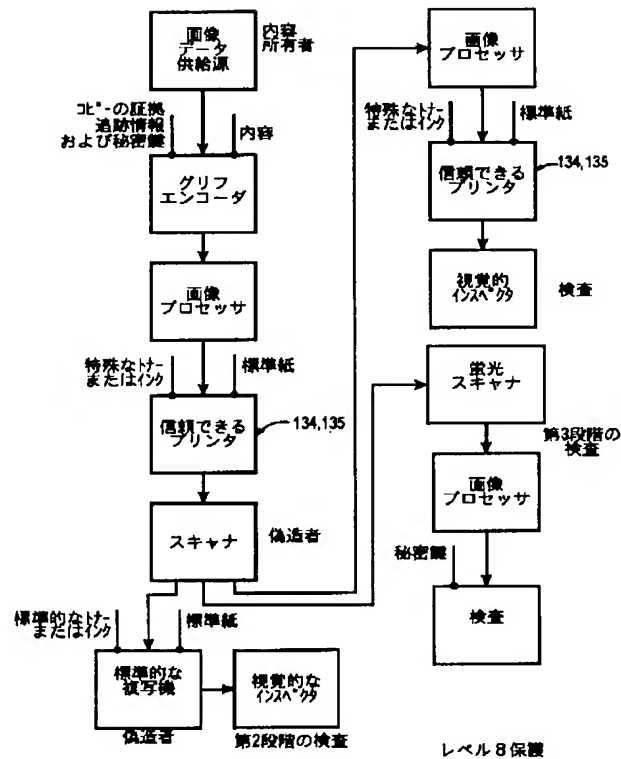 画像
データ
供給源
内容
所有者
コピーの証拠
追跡情報
および秘密鍵
内容
グリフ
エンコーダ
画像
プロセッサ
特殊なトナー
またはインク
標準紙
信頼できる
プリンタ
134,135
スキャナ
偽造者
標準的なトナー
またはインク
標準紙
標準的な
複写機
偽造者
視覚的な
インスペクタ
第2段階の検査
画像
プロセッサ
特殊なトナー
またはインク
標準紙
信頼できる
プリンタ
134,135
視覚的
インスペクタ
検査
蛍光
スキャナ
第3段階の
検査
画像
プロセッサ
秘密鍵
検査
レベル8保護